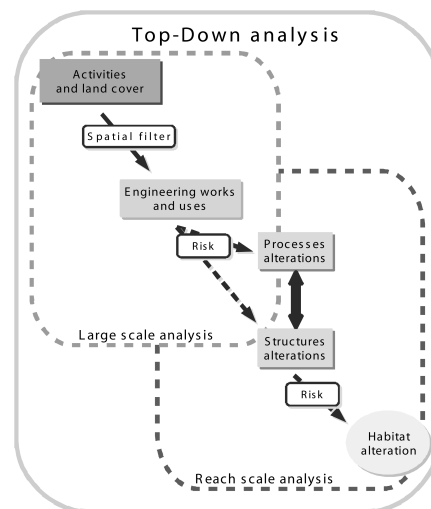 Top-Down analysis
Activities
and land cover
Spatial filter
Engineering works
and uses
Risk
Processes
alterations
Large scale analysis
Structures
alterations
Risk
Habitat
alteration
Reach scale analysis